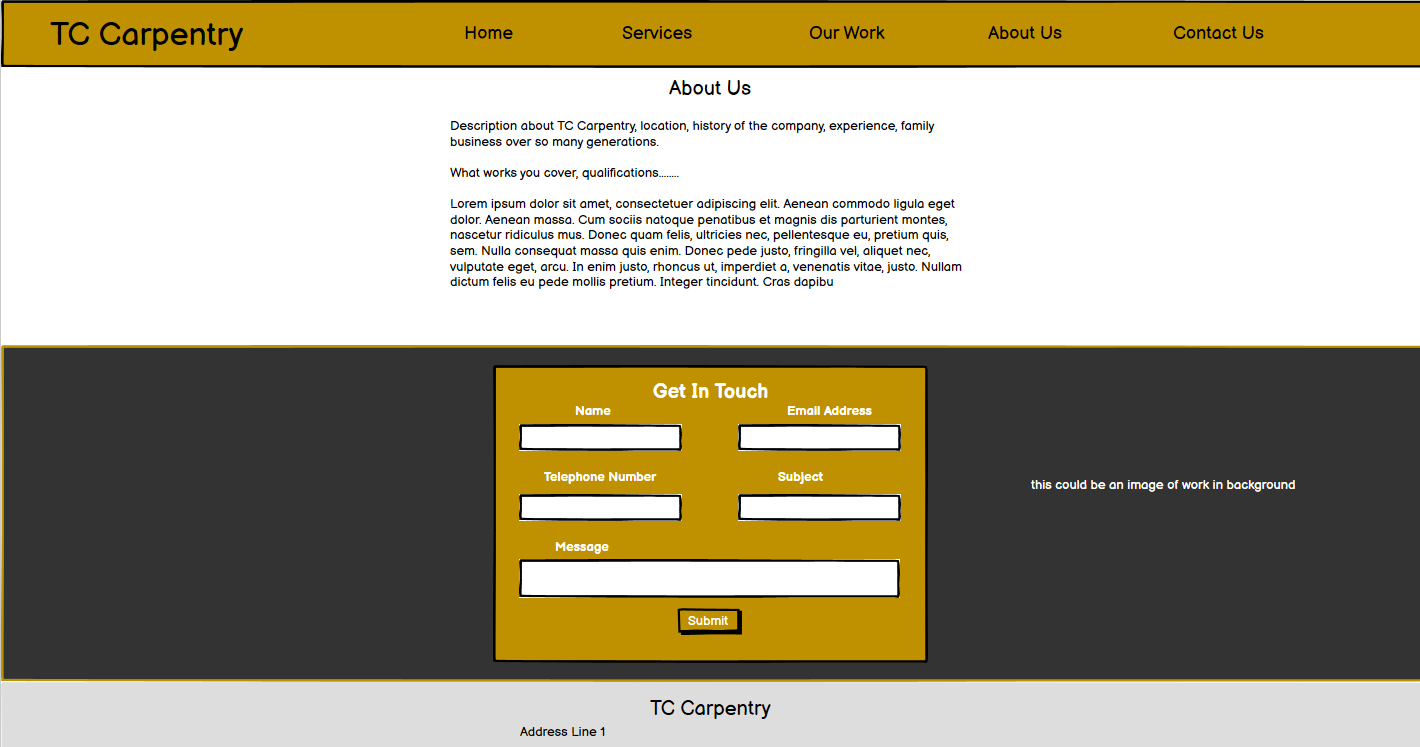 TC Carpentry
Home
Services
Our Work
About Us
Contact Us
About Us
Description about TC Carpentry, location, history of the company, experience, family
business over so many generations.
What works you cover, qualifications........
Lorem ipsum dolor sit amet, consectetuer adipiscing elit. Aenean commodo ligula eget
dolor. Aenean massa. Cum sociis natoque penatibus et magnis dis parturient montes,
nascetur ridiculus mus. Donec quam felis, ultricies nec, pellentesque eu, pretium quis,
sem. Nulla consequat massa quis enim. Donec pede justo, fringilla vel, aliquet nec,
vulputate eget, arcu. In enim justo, rhoncus ut, imperdiet a, venenatis vitae, justo. Nullam
dictum felis eu pede mollis pretium. Integer tincidunt. Cras dapibu
Get In Touch
Name
Email Address
Telephone Number
Subject
this could be an image of work in background
Message
Submit
TC Carpentry
Address Line 1